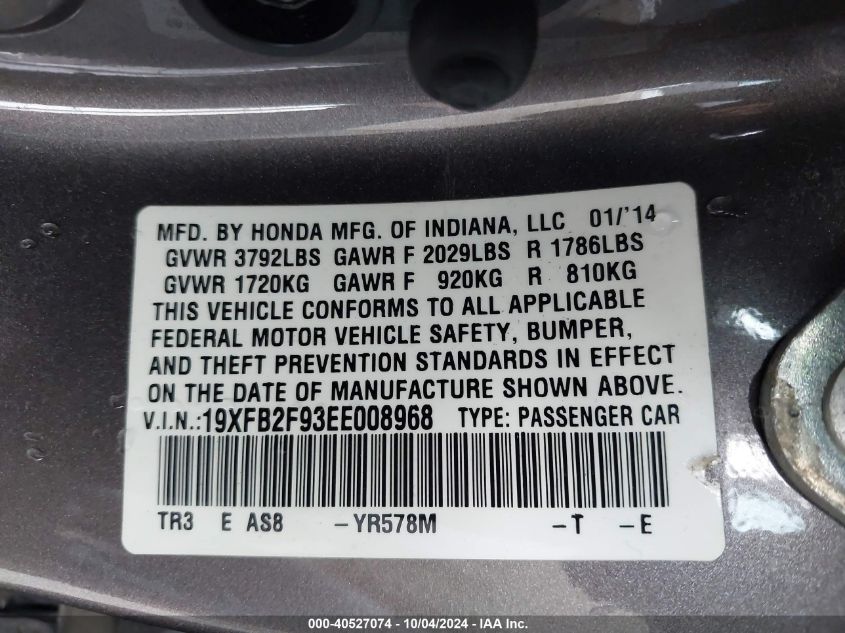 MFD. BY HONDA MFG. OF INDIANA, LLC 01/'14
GVWR 3792LBS GAWR F 2029LBS R 1786LBS
GVWR 1720KG GAWR F 920KG R 810KG
THIS VEHICLE CONFORMS TO ALL APPLICABLE
FEDERAL MOTOR VEHICLE SAFETY, BUMPER,
AND THEFT PREVENTION STANDARDS IN EFFECT
ON THE DATE OF MANUFACTURE SHOWN ABOVE.
V.I.N.:19XFB2F93EE008968 TYPE: PASSENGER CAR
TR3 E AS8 -YR578M -T -E
000-40527074 - 10/04/2024 - IAA Inc.